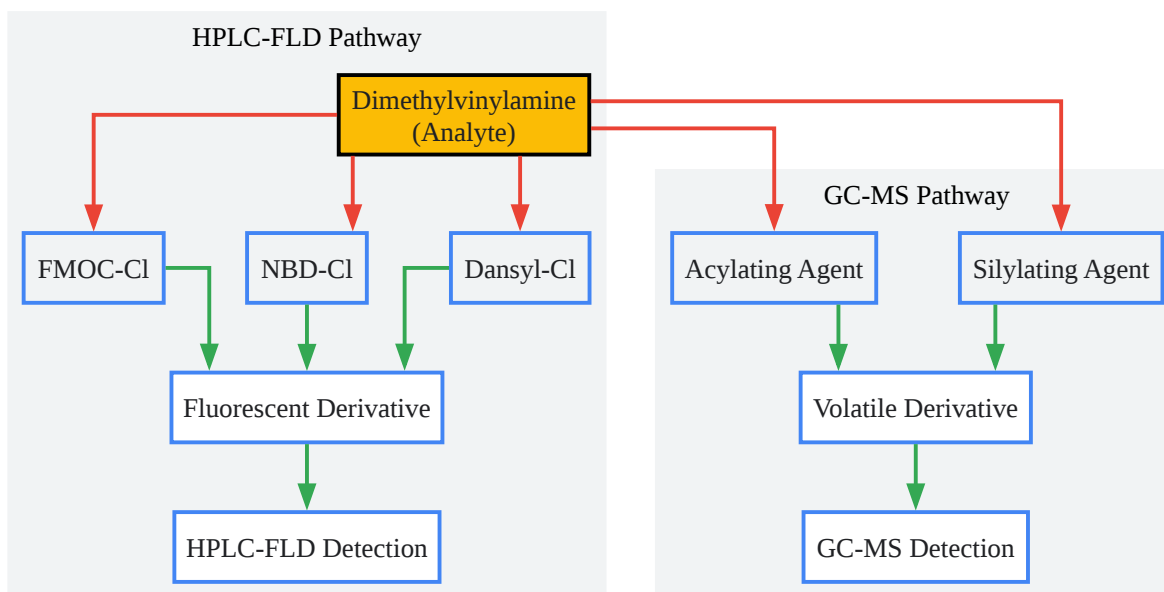 HPLC-FLD Pathway
Dimethylvinylamine
(Analyte)
GC-MS Pathway
FMOC-Cl
NBD-Cl
Dansyl-Cl
Acylating Agent
Silylating Agent
Fluorescent Derivative
Volatile Derivative
HPLC-FLD Detection
GC-MS Detection